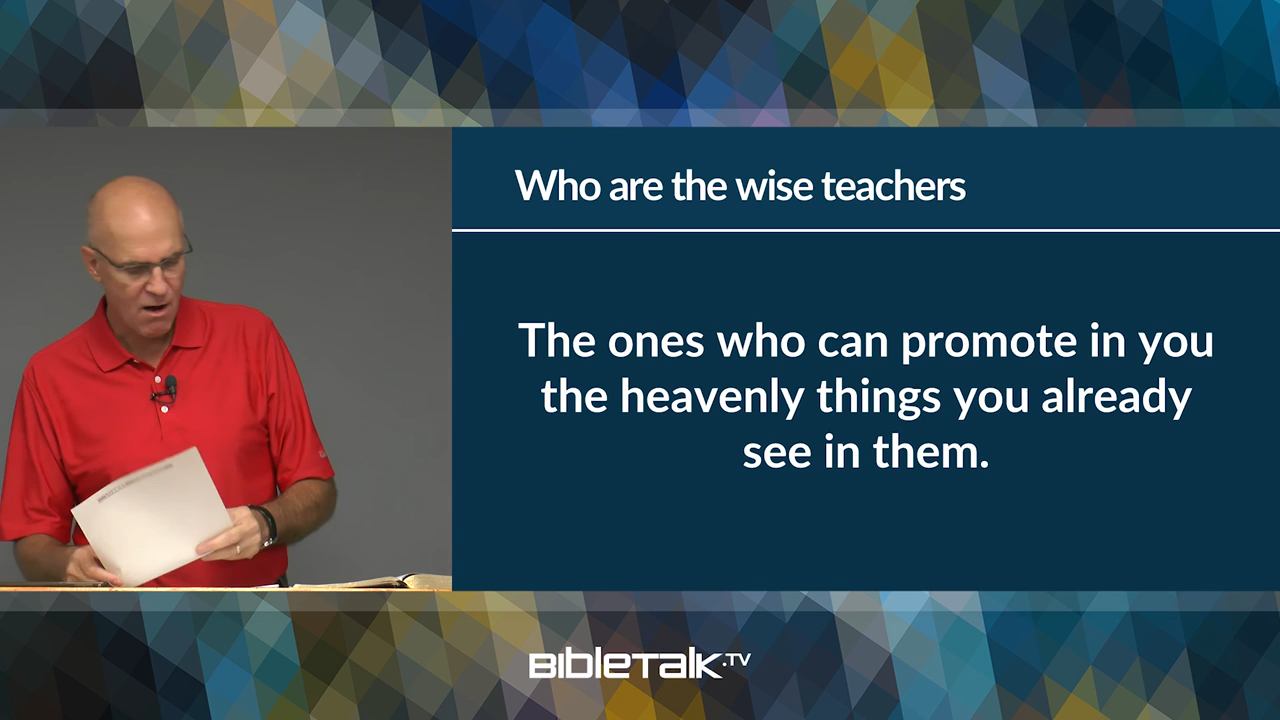 Who are the wise teachers
The ones who can promote in you
the heavenly things you already
see in them.
BIBLETALK.TV